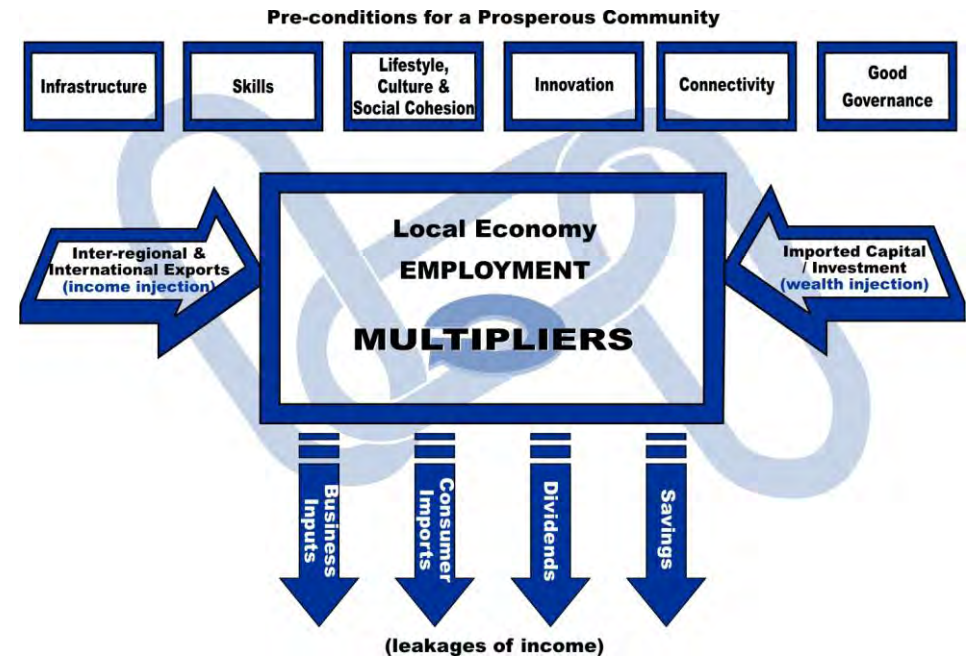 Pre-conditions for a Prosperous Community
Infrastructure
Skills
Lifestyle,
Culture &
Social Cohesion
Innovation
Connectivity
Good
Governance
Inter-regional &
International Exports
(income injection)
Local Economy
EMPLOYMENT
MULTIPLIERS
Imported Capital
/ Investment
(wealth injection)
Business
Inputs
Consumer
Imports
Dividends
Savings
(leakages of income)